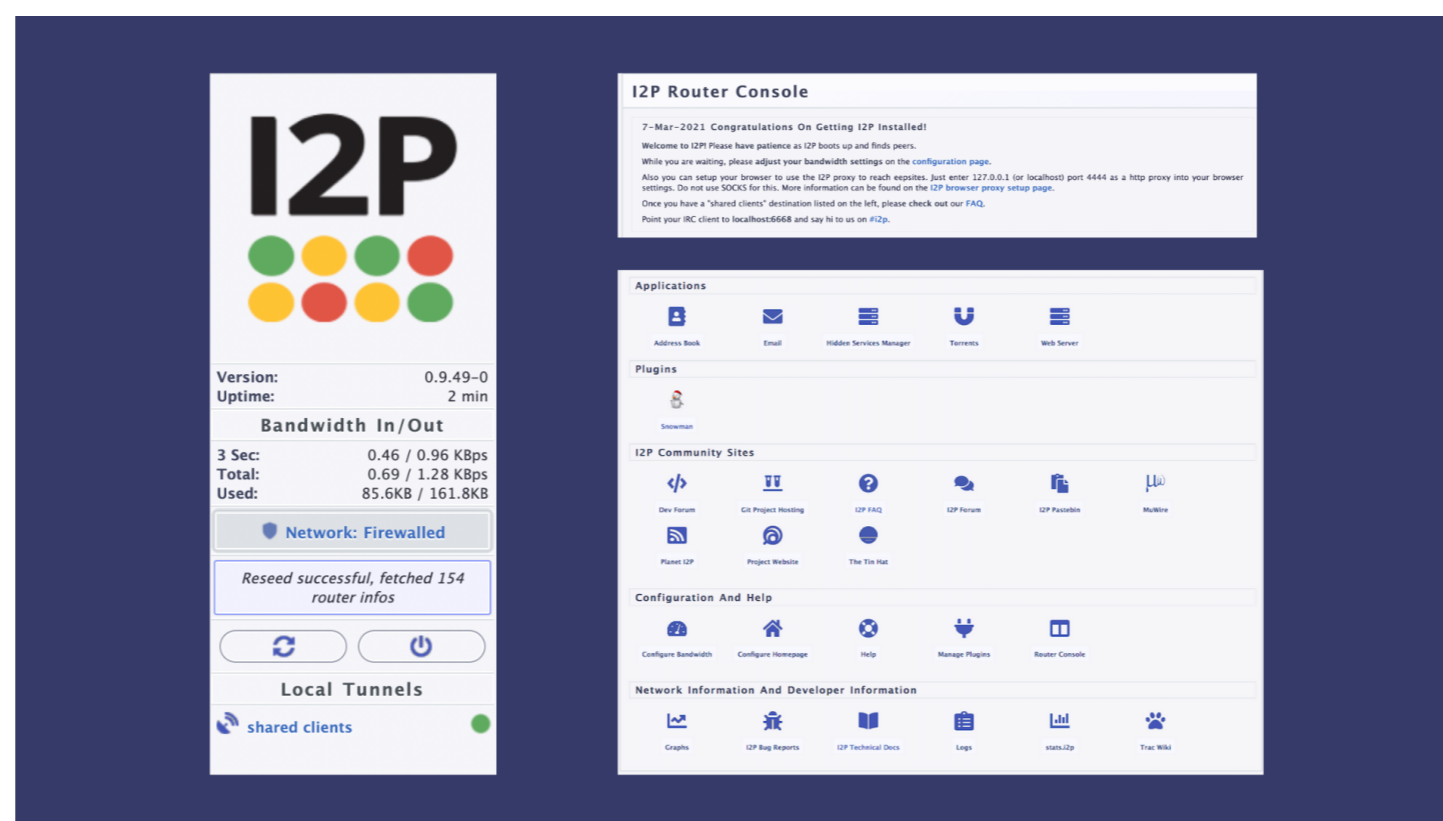 I2P
Version: 0.9.49-0
Uptime: 2 min
Bandwidth In/Out
3 Sec: 0.46 / 0.96 KBps
Total: 0.69 / 1.28 KBps
Used: 85.6KB / 161.8KB
Network: Firewalled
Reseed successful, fetched 154
router infos
Local Tunnels
shared clients
I2P Router Console
7-Mar-2021 Congratulations On Getting I2P Installed!
Welcome to I2P! Please have patience as I2P boots up and finds peers.
While you are waiting, please adjust your bandwidth settings on the configuration page.
Also you can setup your browser to use the I2P proxy to reach eepsites. Just enter 127.0.0.1 (or localhost) port 4444 as a http proxy into your browser
settings. Do not use SOCKS for this. More information can be found on the I2P browser proxy setup page.
Once you have a "shared clients" destination listed on the left, please check out our FAQ.
Point your IRC client to localhost:6668 and say hi to us on #i2p.
Applications
Address Book Email Hidden Services Manager Torrents Web Server
Plugins
Snowman
I2P Community Sites
Dev Forum Git Project Hosting I2P FAQ I2P Forum I2P Pastebin MuWire
Planet I2P Project Website The Tin Hat
Configuration And Help
Configure Bandwidth Configure Homepage Help Manage Plugins Router Console
Network Information And Developer Information
Graphs I2P Bug Reports I2P Technical Docs Logs stats.i2p Trac Wiki